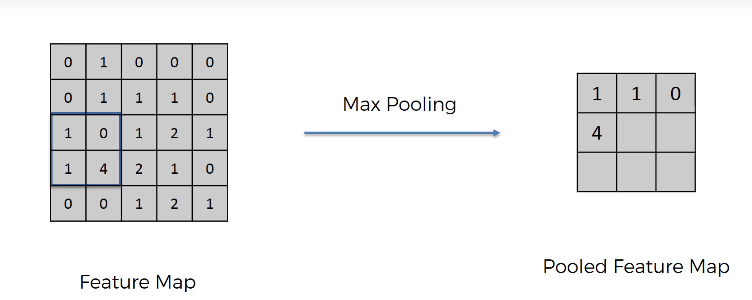 0 1 0 0 0
0 1 1 1 0
1 0 1 2 1
1 4 2 1 0
0 0 1 2 1
Feature Map
Max Pooling
1 1 0
4
Pooled Feature Map